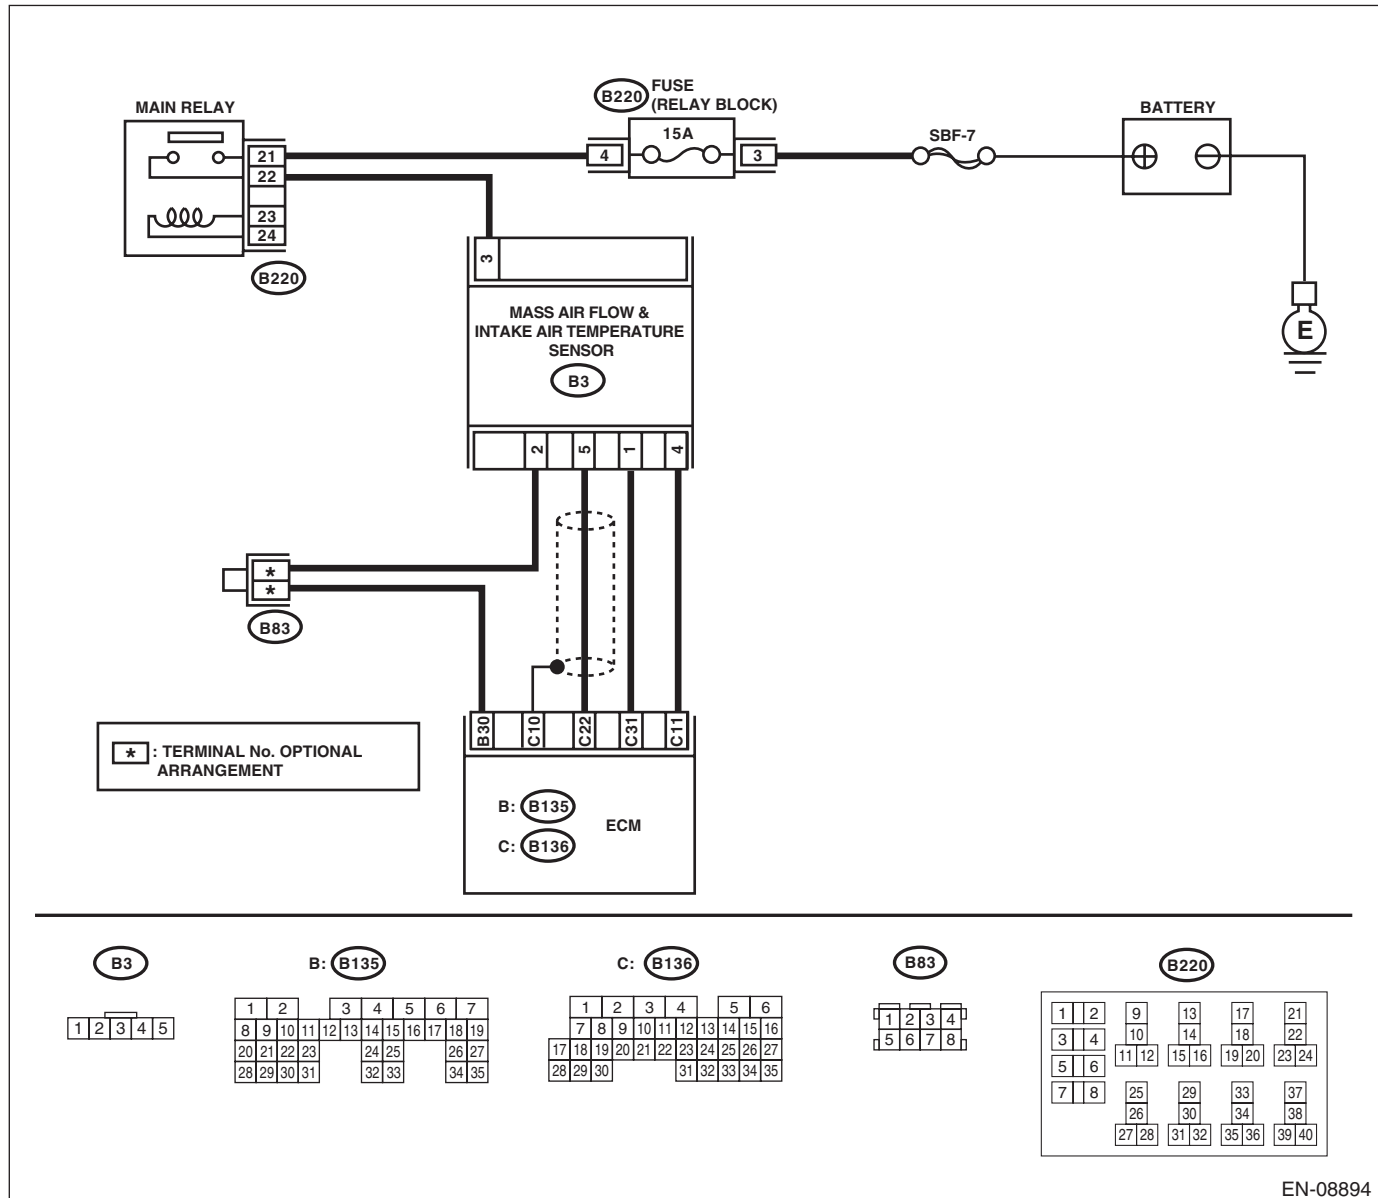 MAIN RELAY
B220
FUSE
(RELAY BLOCK)
15A
SBF-7
BATTERY
21
22
23
24
4
3
B220
E
3
MASS AIR FLOW &
INTAKE AIR TEMPERATURE
SENSOR
B3
2 5 1 4
*
*
B83
B30 C10 C22 C31 C11
* : TERMINAL No. OPTIONAL
ARRANGEMENT
B: B135
ECM
C: B136
B3
1 2 3 4 5
B: B135
1 2 3 4 5 6 7
8 9 10 11 12 13 14 15 16 17 18 19
20 21 22 23 24 25 26 27
28 29 30 31 32 33 34 35
C: B136
1 2 3 4 5 6
7 8 9 10 11 12 13 14 15 16
17 18 19 20 21 22 23 24 25 26 27
28 29 30 31 32 33 34 35
B83
1 2 3 4
5 6 7 8
B220
1 2 9 13 17 21
3 4 10 14 18 22
5 6 11 12 15 16 19 20 23 24
7 8 25 29 33 37
26 30 34 38
27 28 31 32 35 36 39 40
EN-08894